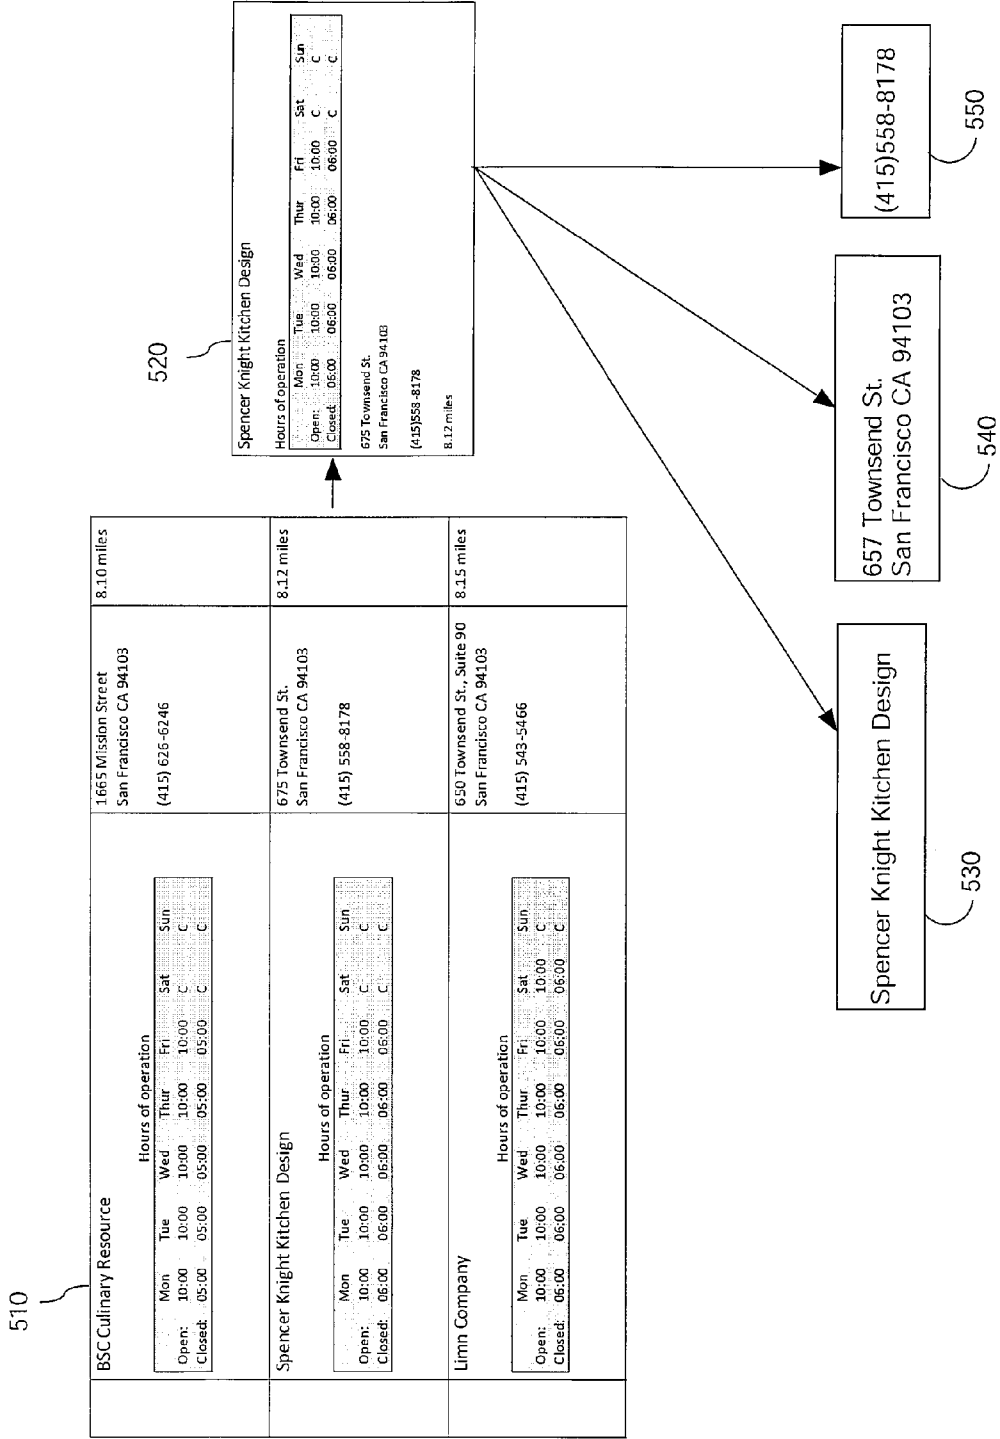 510
BSC Culinary Resource
Hours of operation
Mon Tue Wed Thur Fri Sat Sun
Open: 10:00 10:00 10:00 10:00 10:00 C C
Closed: 05:00 05:00 05:00 05:00 05:00 C C
1665 Mission Street
San Francisco CA 94103
(415) 626-6246
8.10 miles
Spencer Knight Kitchen Design
Hours of operation
Mon Tue Wed Thur Fri Sat Sun
Open: 10:00 10:00 10:00 10:00 10:00 C C
Closed: 06:00 06:00 06:00 06:00 06:00 C C
675 Townsend St.
San Francisco CA 94103
(415) 558-8178
8.12 miles
Limn Company
Hours of operation
Mon Tue Wed Thur Fri Sat Sun
Open: 10:00 10:00 10:00 10:00 10:00 10:00 C
Closed: 06:00 06:00 06:00 06:00 06:00 06:00 C
650 Townsend St., Suite 90
San Francisco CA 94103
(415) 543-5466
8.15 miles
520
Spencer Knight Kitchen Design
Hours of operation
Mon Tue Wed Thur Fri Sat Sun
Open: 10:00 10:00 10:00 10:00 10:00 C C
Closed: 06:00 06:00 06:00 06:00 06:00 C C
675 Townsend St.
San Francisco CA 94103
(415)558-8178
8.12 miles
Spencer Knight Kitchen Design
530
657 Townsend St.
San Francisco CA 94103
540
(415)558-8178
550